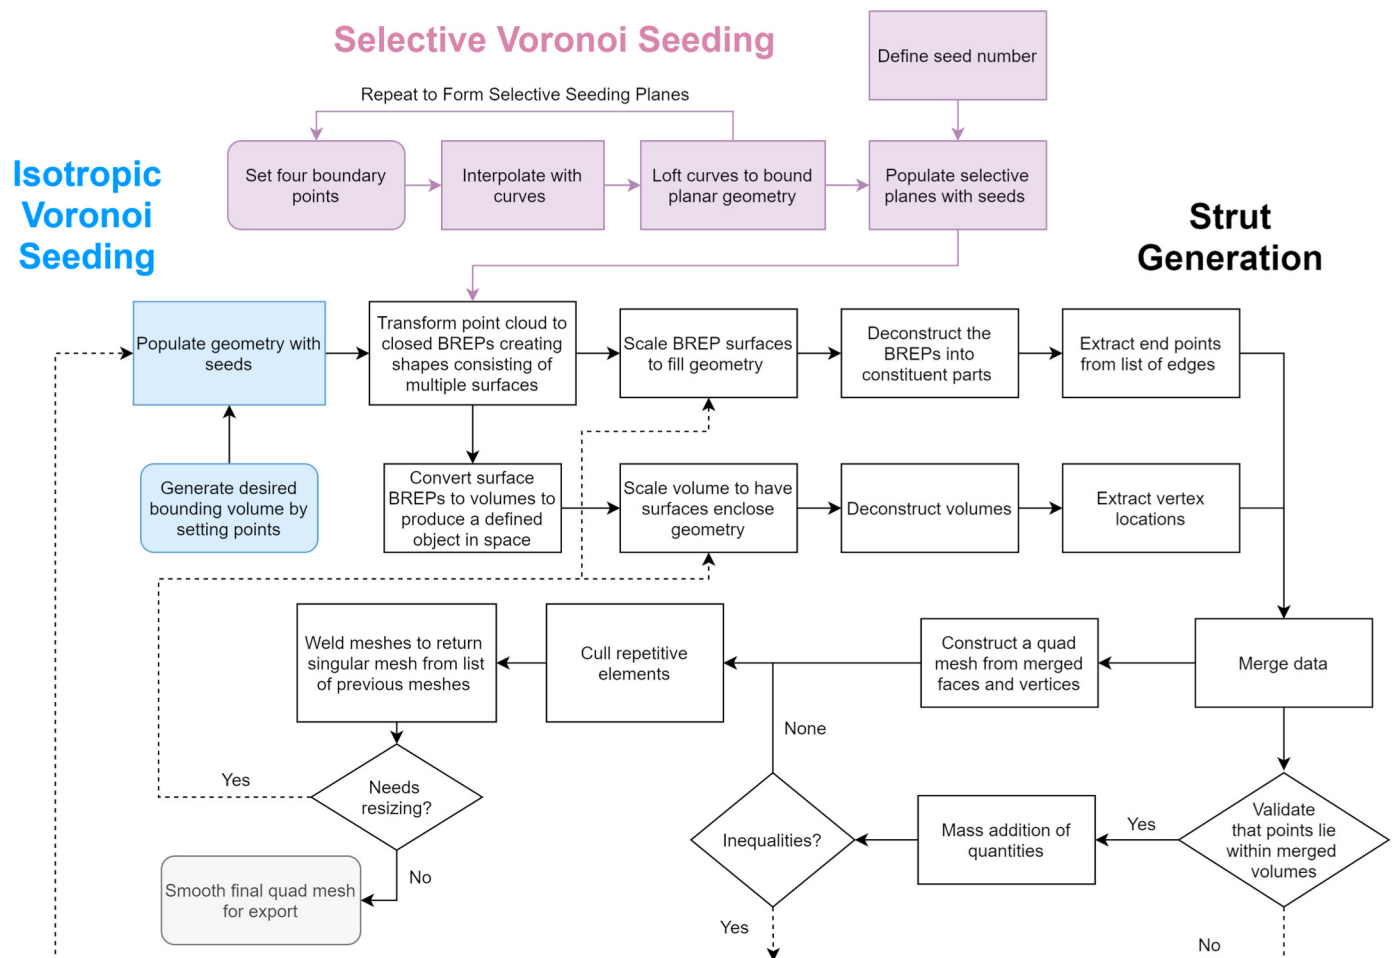 Selective Voronoi Seeding
Define seed number
Repeat to Form Selective Seeding Planes
Isotropic
Voronoi
Seeding
Set four boundary
points
Interpolate with
curves
Loft curves to bound
planar geometry
Populate selective
planes with seeds
Strut
Generation
Populate geometry with
seeds
Transform point cloud to
closed BREPs creating
shapes consisting of
multiple surfaces
Scale BREP surfaces
to fill geometry
Deconstruct the
BREPs into
constituent parts
Extract end points
from list of edges
Generate desired
bounding volume by
setting points
Convert surface
BREPs to volumes to
produce a defined
object in space
Scale volume to have
surfaces enclose
geometry
Deconstruct volumes
Extract vertex
locations
Weld meshes to return
singular mesh from list
of previous meshes
Cull repetitive
elements
Construct a quad
mesh from merged
faces and vertices
Merge data
None
Yes
Needs
resizing?
Inequalities?
Mass addition of
quantities
Yes
Validate
that points lie
within merged
volumes
No
Smooth final quad mesh
for export
Yes
No